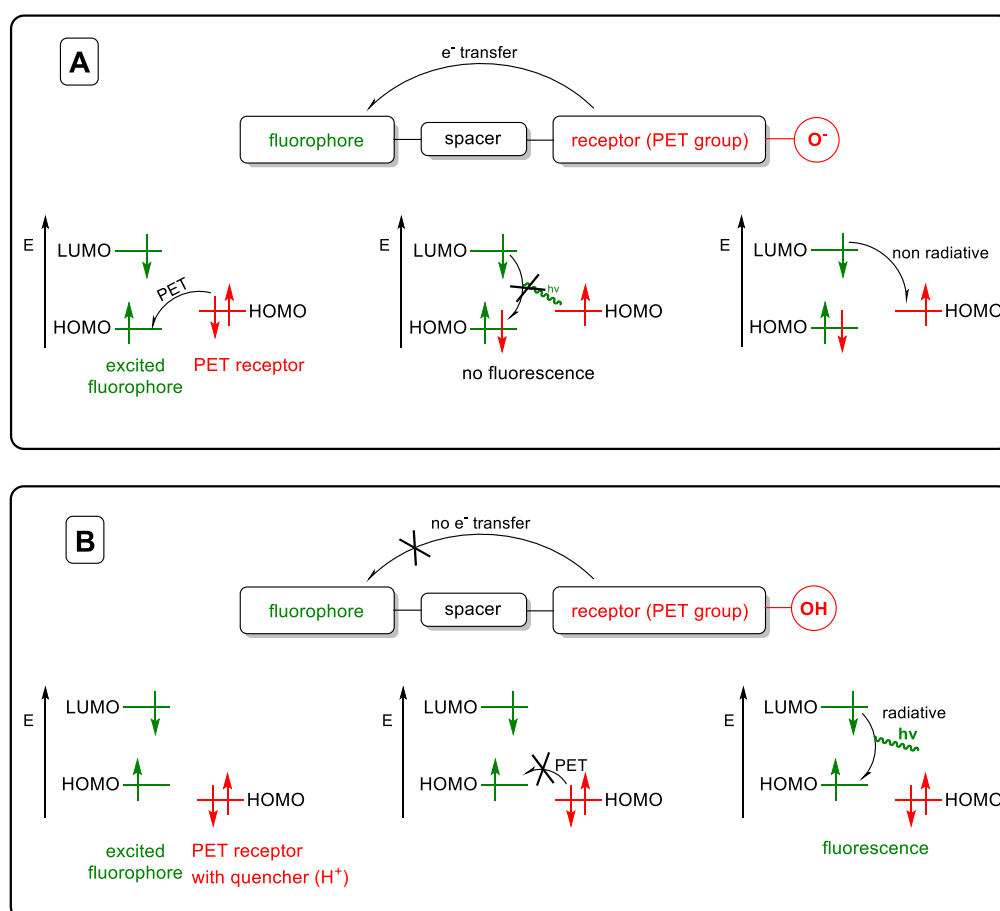 A
e- transfer
fluorophore
spacer
receptor (PET group)
O-
E
LUMO
HOMO
PET
HOMO
excited
fluorophore
PET receptor
E
LUMO
HOMO
hv
HOMO
no fluorescence
E
LUMO
HOMO
non radiative
HOMO
B
no e- transfer
fluorophore
spacer
receptor (PET group)
OH
E
LUMO
HOMO
HOMO
excited
fluorophore
PET receptor
with quencher (H+)
E
LUMO
HOMO
PET
HOMO
E
LUMO
HOMO
radiative
hv
HOMO
fluorescence